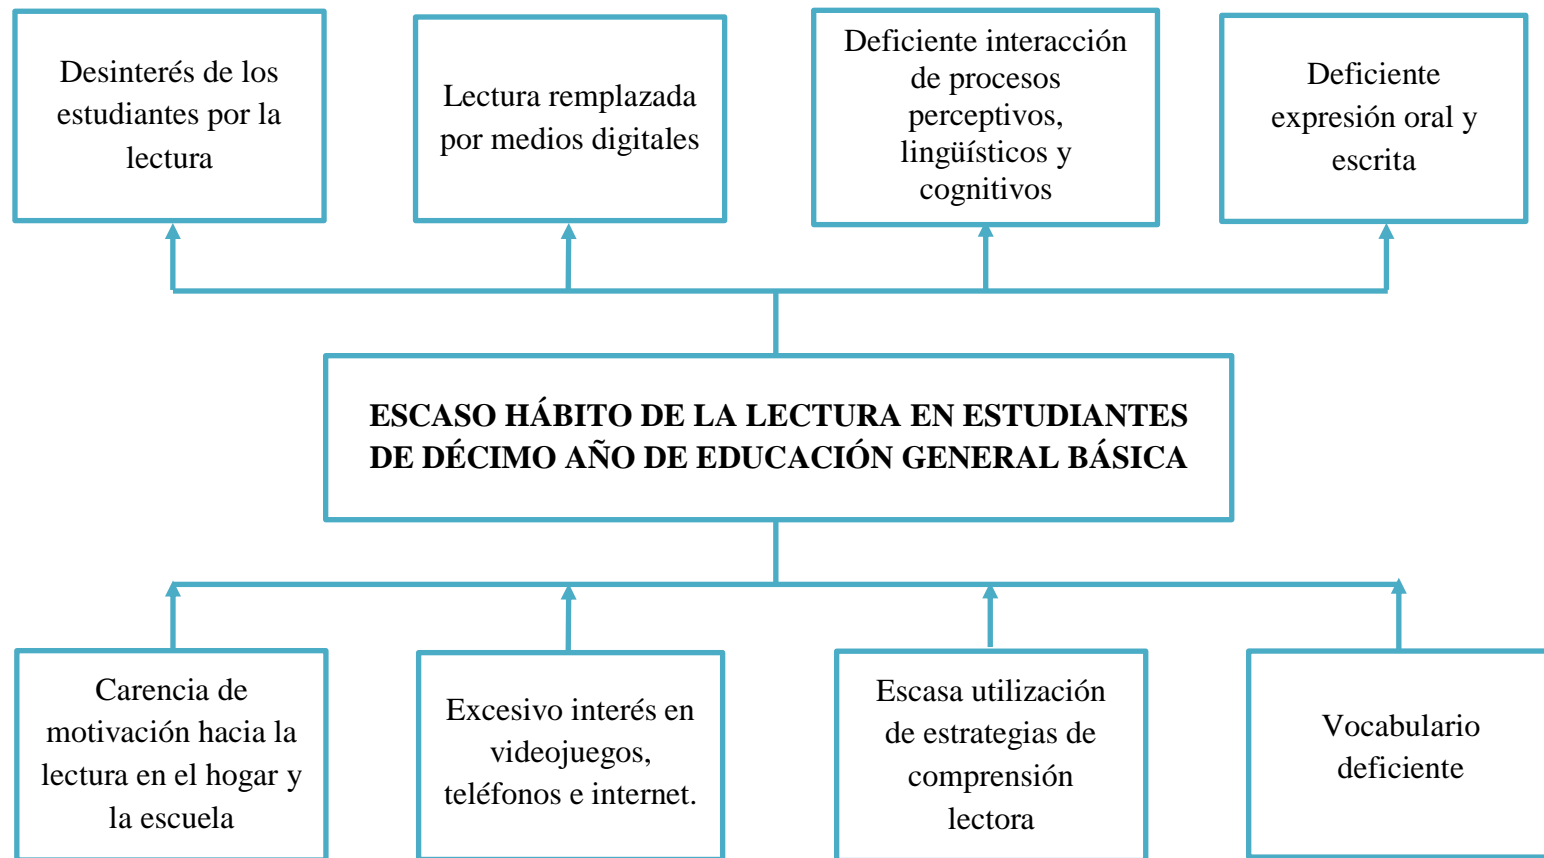 Desinterés de los
estudiantes por la
lectura
Lectura remplazada
por medios digitales
Deficiente interacción
de procesos
perceptivos,
lingüísticos y
cognitivos
Deficiente
expresión oral y
escrita
ESCASO HÁBITO DE LA LECTURA EN ESTUDIANTES
DE DÉCIMO AÑO DE EDUCACIÓN GENERAL BÁSICA
Carencia de
motivación hacia la
lectura en el hogar y
la escuela
Excesivo interés en
videojuegos,
teléfonos e internet.
Escasa utilización
de estrategias de
comprensión
lectora
Vocabulario
deficiente